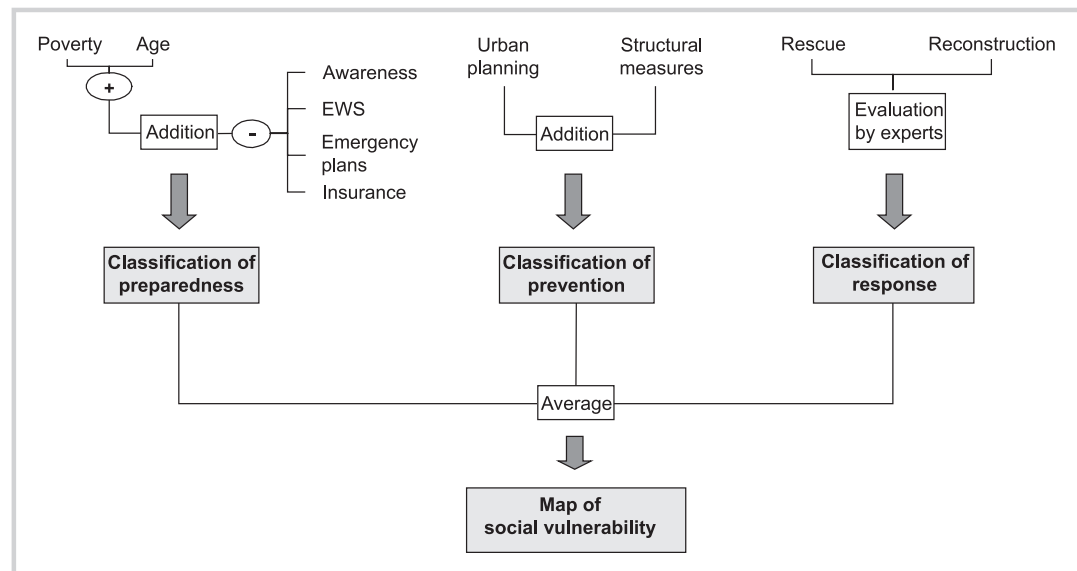 Poverty
Age
+
Addition
-
Awareness
EWS
Emergency
plans
Insurance
Urban
planning
Structural
measures
Addition
Rescue
Reconstruction
Evaluation
by experts
Classification of
preparedness
Classification of
prevention
Classification of
response
Average
Map of
social vulnerability